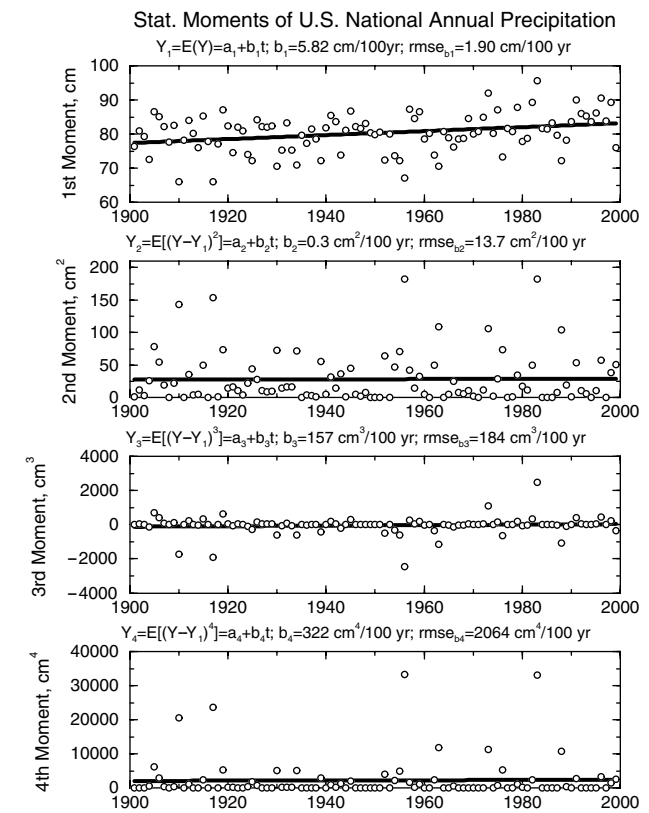 Stat. Moments of U.S. National Annual Precipitation
Y₁=E(Y)=a₁+b₁t; b₁=5.82 cm/100yr; rmse_b1=1.90 cm/100 yr
1st Moment, cm
100
90
80
70
60
1900 1920 1940 1960 1980 2000
Y₂=E[(Y−Y₁)²]=a₂+b₂t; b₂=0.3 cm²/100 yr; rmse_b2=13.7 cm²/100 yr
2nd Moment, cm²
200
150
100
50
0
1900 1920 1940 1960 1980 2000
Y₃=E[(Y−Y₁)³]=a₃+b₃t; b₃=157 cm³/100 yr; rmse_b3=184 cm³/100 yr
3rd Moment, cm³
4000
2000
0
−2000
−4000
1900 1920 1940 1960 1980 2000
Y₄=E[(Y−Y₁)⁴]=a₄+b₄t; b₄=322 cm⁴/100 yr; rmse_b4=2064 cm⁴/100 yr
4th Moment, cm⁴
40000
30000
20000
10000
0
1900 1920 1940 1960 1980 2000